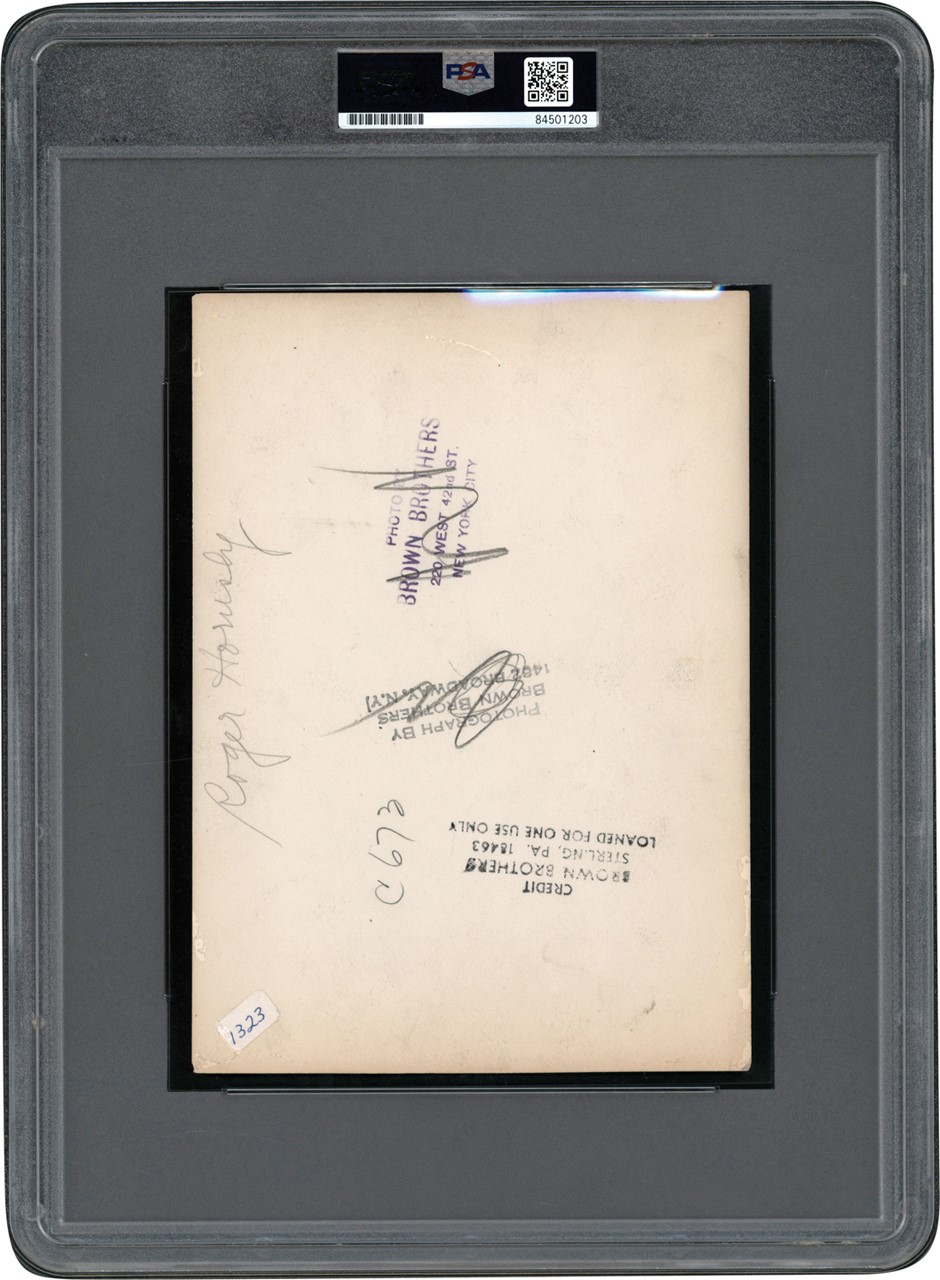 PSA
84501203
PHOTO BY
BROWN BROTHERS
220 WEST 42nd ST.
NEW YORK CITY
Roger Hornsby
PHOTOGRAPH BY
BROWN BROTHERS
1482 BROADWAY, N.Y.
C673
CREDIT
BROWN BROTHERS
STERLING, PA. 18463
LOANED FOR ONE USE ONLY
1323